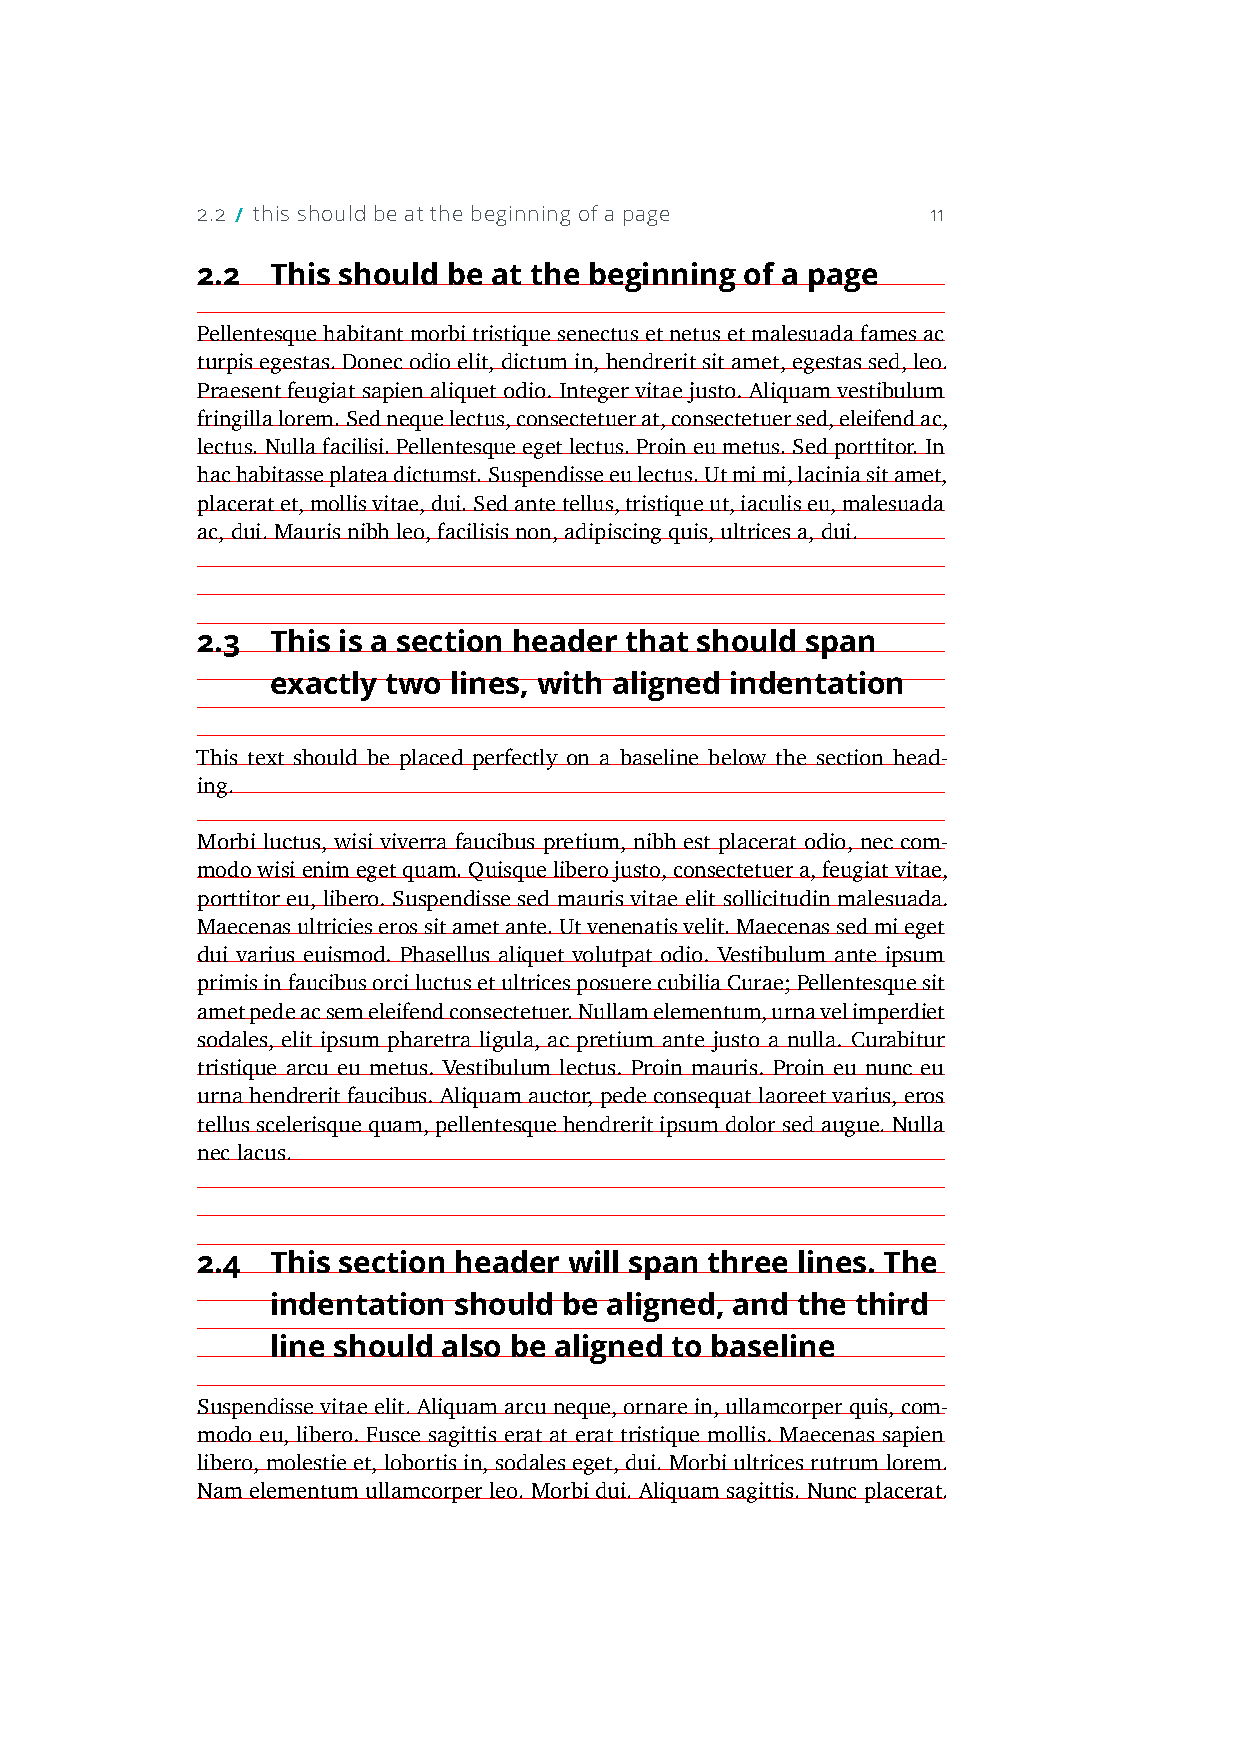 2.2 / this should be at the beginning of a page 11
2.2 This should be at the beginning of a page
Pellentesque habitant morbi tristique senectus et netus et malesuada fames ac
turpis egestas. Donec odio elit, dictum in, hendrerit sit amet, egestas sed, leo.
Praesent feugiat sapien aliquet odio. Integer vitae justo. Aliquam vestibulum
fringilla lorem. Sed neque lectus, consectetuer at, consectetuer sed, eleifend ac,
lectus. Nulla facilisi. Pellentesque eget lectus. Proin eu metus. Sed porttitor. In
hac habitasse platea dictumst. Suspendisse eu lectus. Ut mi mi, lacinia sit amet,
placerat et, mollis vitae, dui. Sed ante tellus, tristique ut, iaculis eu, malesuada
ac, dui. Mauris nibh leo, facilisis non, adipiscing quis, ultrices a, dui.
2.3 This is a section header that should span
exactly two lines, with aligned indentation
This text should be placed perfectly on a baseline below the section head-
ing.
Morbi luctus, wisi viverra faucibus pretium, nibh est placerat odio, nec com-
modo wisi enim eget quam. Quisque libero justo, consectetuer a, feugiat vitae,
porttitor eu, libero. Suspendisse sed mauris vitae elit sollicitudin malesuada.
Maecenas ultricies eros sit amet ante. Ut venenatis velit. Maecenas sed mi eget
dui varius euismod. Phasellus aliquet volutpat odio. Vestibulum ante ipsum
primis in faucibus orci luctus et ultrices posuere cubilia Curae; Pellentesque sit
amet pede ac sem eleifend consectetuer. Nullam elementum, urna vel imperdiet
sodales, elit ipsum pharetra ligula, ac pretium ante justo a nulla. Curabitur
tristique arcu eu metus. Vestibulum lectus. Proin mauris. Proin eu nunc eu
urna hendrerit faucibus. Aliquam auctor, pede consequat laoreet varius, eros
tellus scelerisque quam, pellentesque hendrerit ipsum dolor sed augue. Nulla
nec lacus.
2.4 This section header will span three lines. The
indentation should be aligned, and the third
line should also be aligned to baseline
Suspendisse vitae elit. Aliquam arcu neque, ornare in, ullamcorper quis, com-
modo eu, libero. Fusce sagittis erat at erat tristique mollis. Maecenas sapien
libero, molestie et, lobortis in, sodales eget, dui. Morbi ultrices rutrum lorem.
Nam elementum ullamcorper leo. Morbi dui. Aliquam sagittis. Nunc placerat.